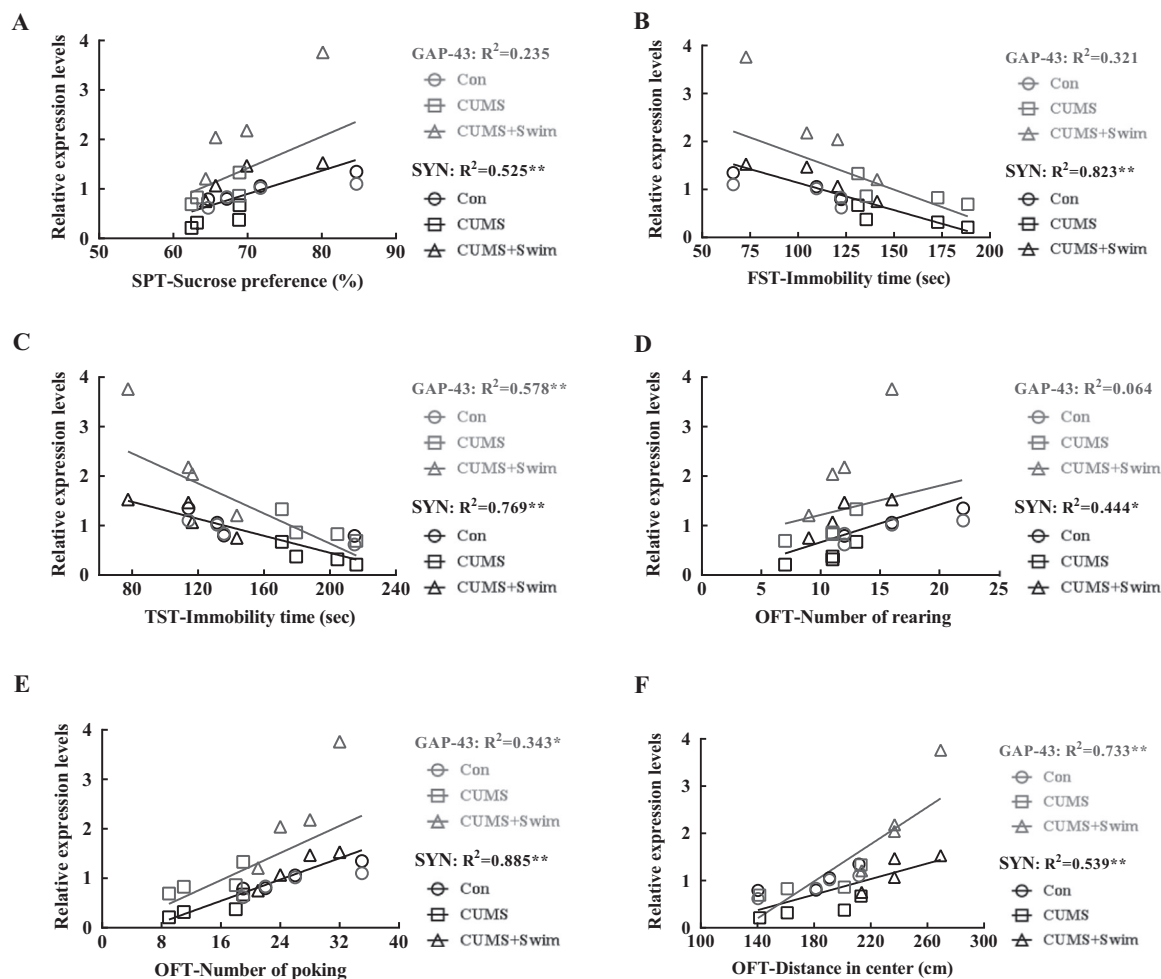 A
Relative expression levels
4
3
2
1
0
50
60
70
80
90
SPT-Sucrose preference (%)
GAP-43: R²=0.235
Con
CUMS
CUMS+Swim
SYN: R²=0.525**
Con
CUMS
CUMS+Swim
B
Relative expression levels
4
3
2
1
0
50
75
100
125
150
175
200
FST-Immobility time (sec)
GAP-43: R²=0.321
Con
CUMS
CUMS+Swim
SYN: R²=0.823**
Con
CUMS
CUMS+Swim
C
Relative expression levels
4
3
2
1
0
80
120
160
200
240
TST-Immobility time (sec)
GAP-43: R²=0.578**
Con
CUMS
CUMS+Swim
SYN: R²=0.769**
Con
CUMS
CUMS+Swim
D
Relative expression levels
4
3
2
1
0
5
10
15
20
25
OFT-Number of rearing
GAP-43: R²=0.064
Con
CUMS
CUMS+Swim
SYN: R²=0.444*
Con
CUMS
CUMS+Swim
E
Relative expression levels
4
3
2
1
0
8
16
24
32
40
OFT-Number of poking
GAP-43: R²=0.343*
Con
CUMS
CUMS+Swim
SYN: R²=0.885**
Con
CUMS
CUMS+Swim
F
Relative expression levels
4
3
2
1
0
100
140
180
220
260
300
OFT-Distance in center (cm)
GAP-43: R²=0.733**
Con
CUMS
CUMS+Swim
SYN: R²=0.539**
Con
CUMS
CUMS+Swim